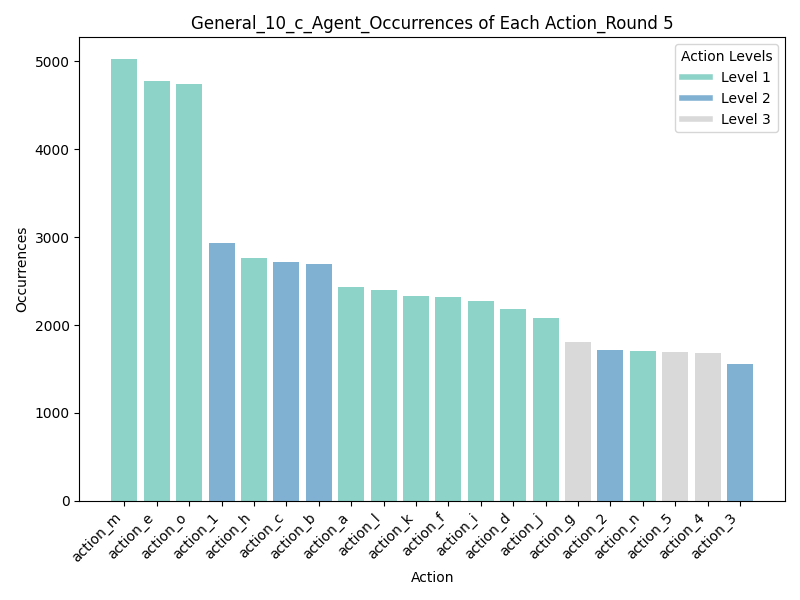 General_10_c_Agent_Occurrences of Each Action_Round 5
Action Levels
Level 1
Level 2
Level 3
Occurrences
5000
4000
3000
2000
1000
0
action_m
action_e
action_o
action_1
action_h
action_c
action_b
action_a
action_l
action_k
action_f
action_i
action_d
action_j
action_g
action_2
action_n
action_5
action_4
action_3
Action